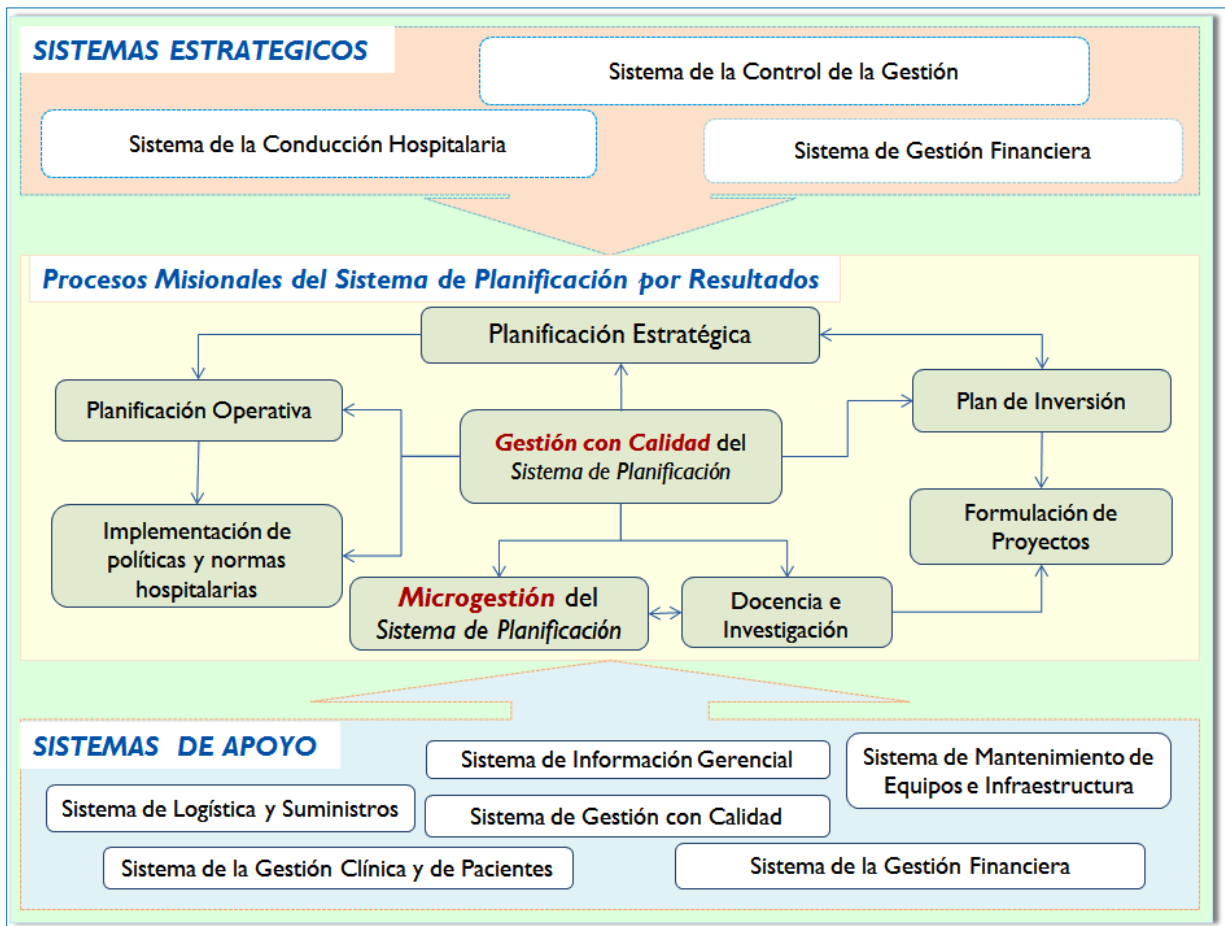 SISTEMAS ESTRATEGICOS
Sistema de la Control de la Gestión
Sistema de la Conducción Hospitalaria
Sistema de Gestión Financiera
Procesos Misionales del Sistema de Planificación por Resultados
Planificación Estratégica
Planificación Operativa
Plan de Inversión
Gestión con Calidad del
Sistema de Planificación
Implementación de
políticas y normas
hospitalarias
Formulación de
Proyectos
Microgestión del
Sistema de Planificación
Docencia e
Investigación
SISTEMAS DE APOYO
Sistema de Información Gerencial
Sistema de Mantenimiento de
Equipos e Infraestructura
Sistema de Logística y Suministros
Sistema de Gestión con Calidad
Sistema de la Gestión Clínica y de Pacientes
Sistema de la Gestión Financiera